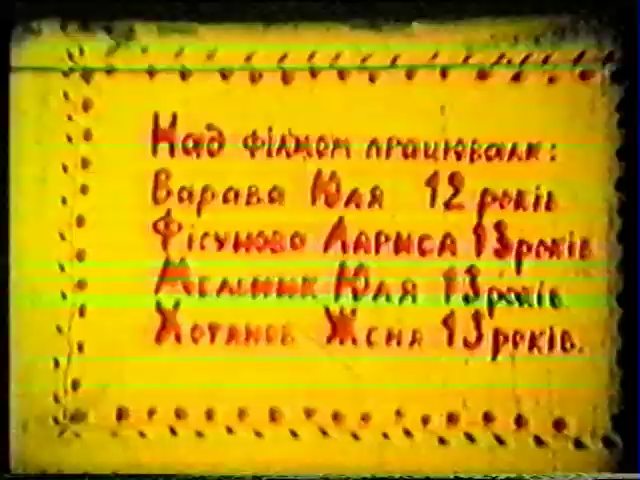 Над фільмом працювали:
Варава Юля 12 років
Фісунова Лариса 13 років
Мельник Юля 13 років
Хотянов Женя 13 років.